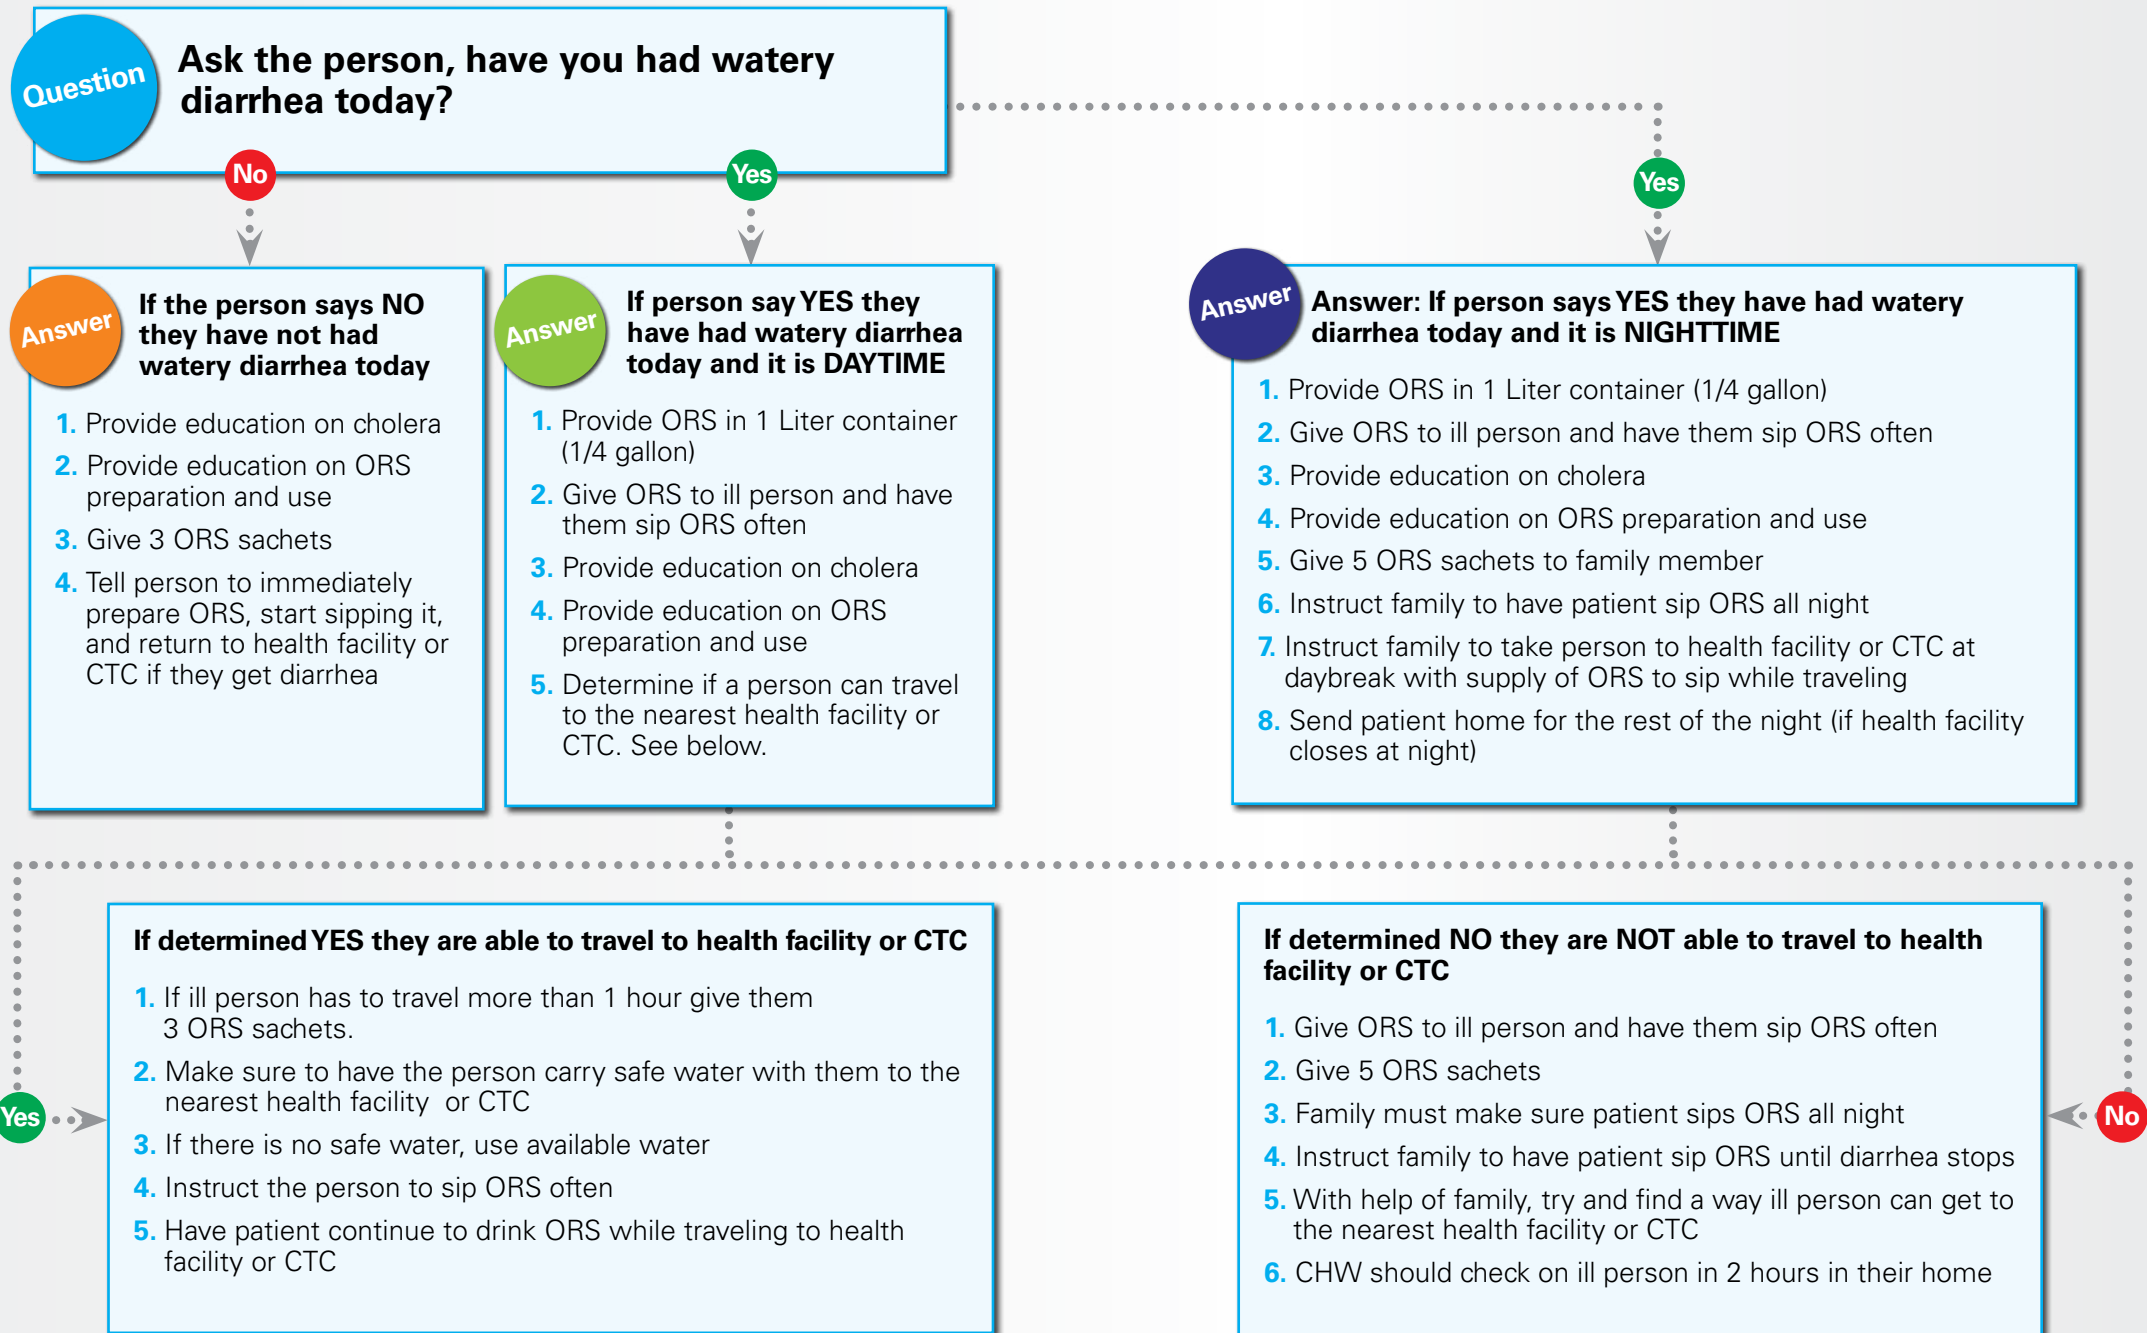 Question
Ask the person, have you had watery
diarrhea today?
No
Yes
Yes
Answer
If the person says NO
they have not had
watery diarrhea today
1. Provide education on cholera
2. Provide education on ORS
preparation and use
3. Give 3 ORS sachets
4. Tell person to immediately
prepare ORS, start sipping it,
and return to health facility or
CTC if they get diarrhea
Answer
If person say YES they
have had watery diarrhea
today and it is DAYTIME
1. Provide ORS in 1 Liter container
(1/4 gallon)
2. Give ORS to ill person and have
them sip ORS often
3. Provide education on cholera
4. Provide education on ORS
preparation and use
5. Determine if a person can travel
to the nearest health facility or
CTC. See below.
Answer
Answer: If person says YES they have had watery
diarrhea today and it is NIGHTTIME
1. Provide ORS in 1 Liter container (1/4 gallon)
2. Give ORS to ill person and have them sip ORS often
3. Provide education on cholera
4. Provide education on ORS preparation and use
5. Give 5 ORS sachets to family member
6. Instruct family to have patient sip ORS all night
7. Instruct family to take person to health facility or CTC at
daybreak with supply of ORS to sip while traveling
8. Send patient home for the rest of the night (if health facility
closes at night)
Yes
If determined YES they are able to travel to health facility or CTC
1. If ill person has to travel more than 1 hour give them
3 ORS sachets.
2. Make sure to have the person carry safe water with them to the
nearest health facility or CTC
3. If there is no safe water, use available water
4. Instruct the person to sip ORS often
5. Have patient continue to drink ORS while traveling to health
facility or CTC
If determined NO they are NOT able to travel to health
facility or CTC
1. Give ORS to ill person and have them sip ORS often
2. Give 5 ORS sachets
3. Family must make sure patient sips ORS all night
4. Instruct family to have patient sip ORS until diarrhea stops
5. With help of family, try and find a way ill person can get to
the nearest health facility or CTC
6. CHW should check on ill person in 2 hours in their home
No